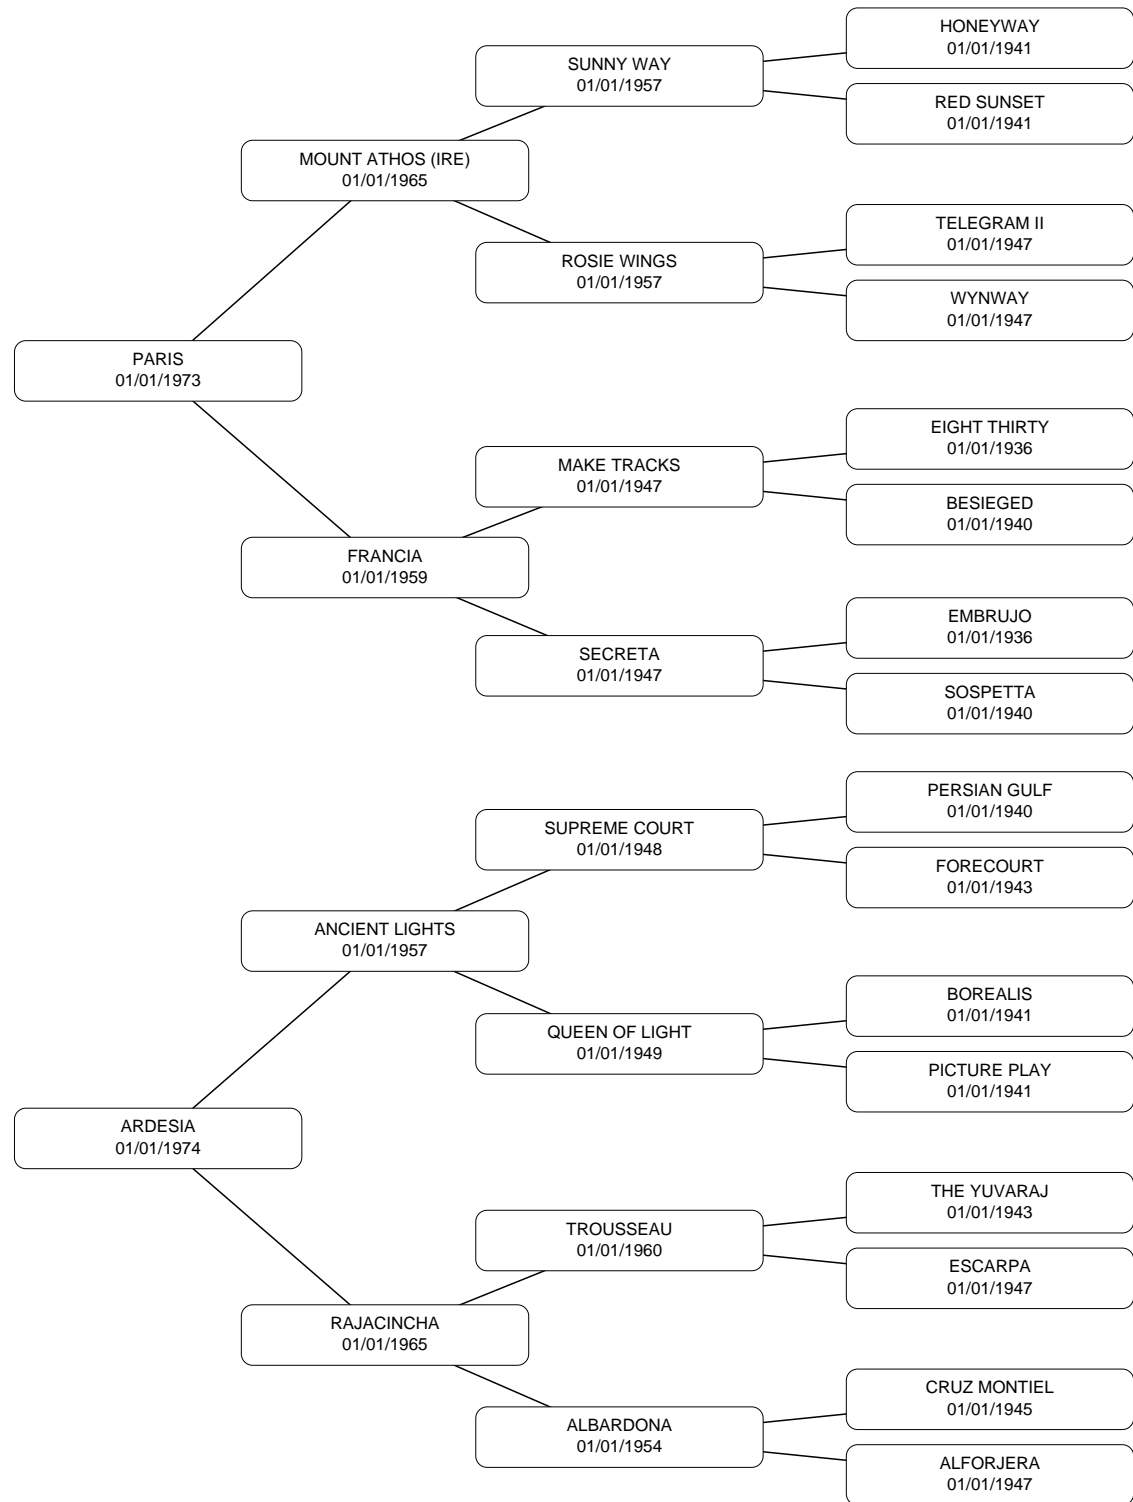 HONEYWAY
01/01/1941
SUNNY WAY
01/01/1957
RED SUNSET
01/01/1941
MOUNT ATHOS (IRE)
01/01/1965
TELEGRAM II
01/01/1947
ROSIE WINGS
01/01/1957
WYNWAY
01/01/1947
PARIS
01/01/1973
EIGHT THIRTY
01/01/1936
MAKE TRACKS
01/01/1947
BESIEGED
01/01/1940
FRANCIA
01/01/1959
EMBRUJO
01/01/1936
SECRETA
01/01/1947
SOSPETTA
01/01/1940
PERSIAN GULF
01/01/1940
SUPREME COURT
01/01/1948
FORECOURT
01/01/1943
ANCIENT LIGHTS
01/01/1957
BOREALIS
01/01/1941
QUEEN OF LIGHT
01/01/1949
PICTURE PLAY
01/01/1941
ARDESIA
01/01/1974
THE YUVARAJ
01/01/1943
TROUSSEAU
01/01/1960
ESCARPA
01/01/1947
RAJACINCHA
01/01/1965
CRUZ MONTIEL
01/01/1945
ALBARDONA
01/01/1954
ALFORJERA
01/01/1947